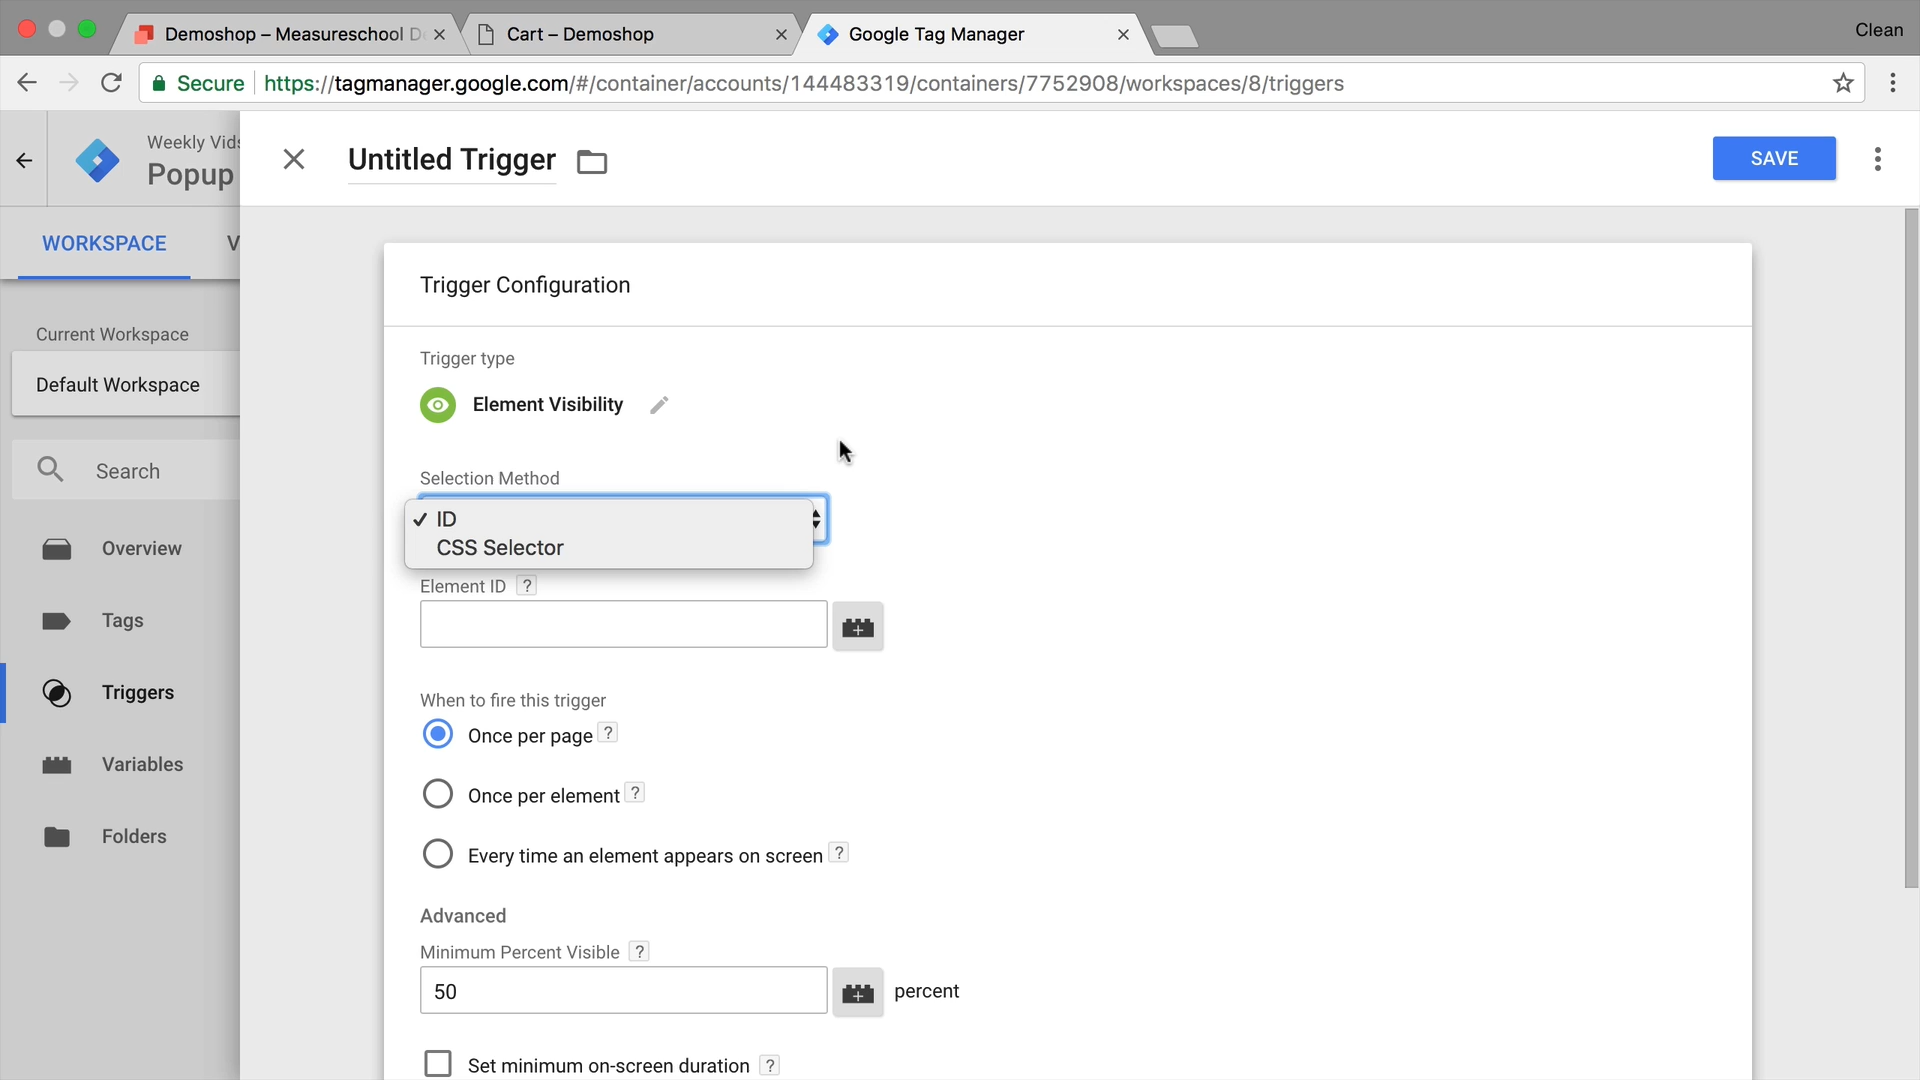 Demoshop – Measureschool D
Cart – Demoshop
Google Tag Manager
Clean
Secure
https://tagmanager.google.com/#/container/accounts/144483319/containers/7752908/workspaces/8/triggers
Weekly Vids
Popup
Untitled Trigger
SAVE
WORKSPACE
V
Trigger Configuration
Current Workspace
Default Workspace
Trigger type
Element Visibility
Search
Selection Method
ID
CSS Selector
Overview
Element ID ?
Tags
Triggers
When to fire this trigger
Once per page ?
Variables
Once per element ?
Folders
Every time an element appears on screen ?
Advanced
Minimum Percent Visible ?
50
percent
Set minimum on-screen duration ?